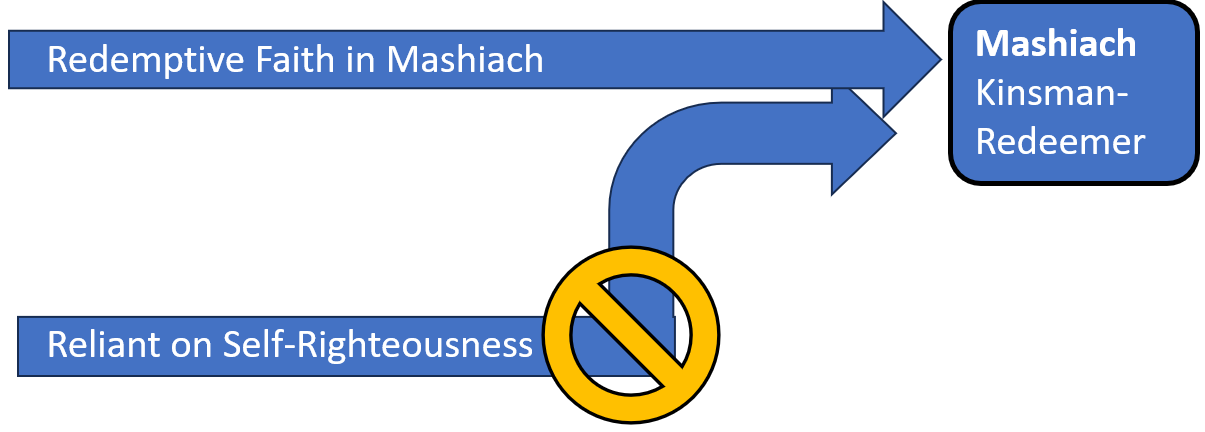 Redemptive Faith in Mashiach
Mashiach
Kinsman-
Redeemer
Reliant on Self-Righteousness